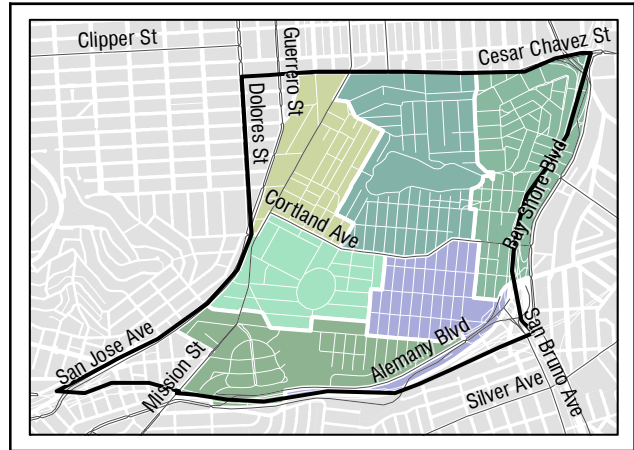 Clipper St
Guerrero St
Cesar Chavez St
Dolores St
Bay Shore Blvd
Cortland Ave
San Jose Ave
Mission St
Alemany Blvd
San Bruno Ave
Silver Ave